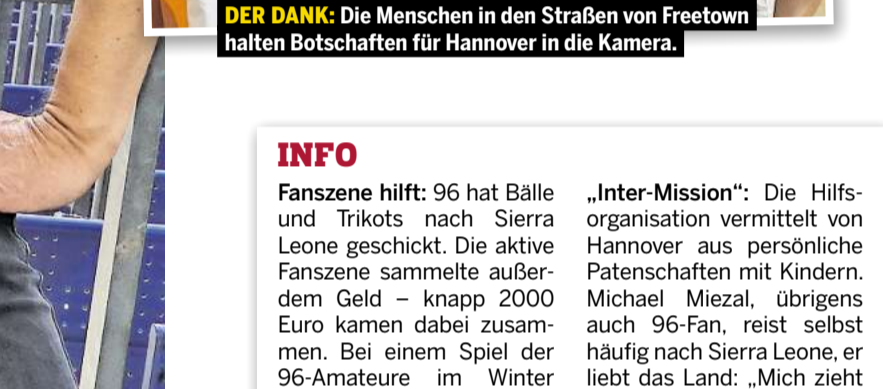 DER DANK: Die Menschen in den Straßen von Freetown
halten Botschaften für Hannover in die Kamera.
INFO
Fanszene hilft: 96 hat Bälle
und Trikots nach Sierra
Leone geschickt. Die aktive
Fanszene sammelte außer-
dem Geld – knapp 2000
Euro kamen dabei zusam-
men. Bei einem Spiel der
96-Amateure im Winter
„Inter-Mission“: Die Hilfs-
organisation vermittelt von
Hannover aus persönliche
Patenschaften mit Kindern.
Michael Miezal, übrigens
auch 96-Fan, reist selbst
häufig nach Sierra Leone, er
liebt das Land: „Mich zieht